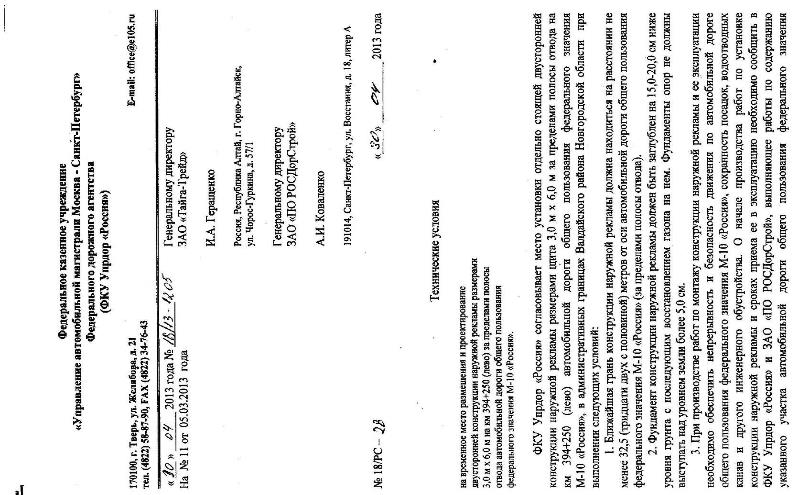 Федеральное казенное учреждение
«Управление автомобильной магистрали Москва - Санкт-Петербург»
Федерального дорожного агентства
(ФКУ Упрдор «Россия»)
170100, г. Тверь, ул. Желябова, д. 21
тел. (4822) 58-87-90, FAX (4822) 34-76-43
E-mail: office@e105.ru
«30» 04 2013 года № 18/13-1205
На № 11 от 05.03.2013 года
Генеральному директору
ЗАО «Тайга-Трейд»
И.А. Геращенко
Россия, Республика Алтай, г. Горно-Алтайск,
ул. Чорос-Гуркина, д. 57/1
Генеральному директору
ЗАО «ПО РОСДорСтрой»
А.И. Коваленко
191014, Санкт-Петербург, ул. Восстания, д. 18, литер А
№ 18/РС – 28
«30» 04 2013 года
Технические условия
на временное место размещения и проектирование
двусторонней конструкции наружной рекламы размерами
3,0 м х 6,0 м на км 394+250 (лево) за пределами полосы
отвода автомобильной дороги общего пользования
федерального значения М-10 «Россия».
ФКУ Упрдор «Россия» согласовывает место установки отдельно стоящей двусторонней
конструкции наружной рекламы размерами щита 3,0 м х 6,0 м за пределами полосы отвода на
км 394+250 (лево) автомобильной дороги общего пользования федерального значения
М-10 «Россия», в административных границах Валдайского района Новгородской области при
выполнении следующих условий:
1. Ближайшая грань конструкции наружной рекламы должна находиться на расстоянии не
менее 32,5 (тридцати двух с половиной) метров от оси автомобильной дороги общего пользования
федерального значения М-10 «Россия» (за пределами полосы отвода).
2. Фундамент конструкции наружной рекламы должен быть заглублен на 15,0-20,0 см ниже
уровня грунта с последующим восстановлением газона на нем. Фундаменты опор не должны
выступать над уровнем земли более 5,0 см.
3. При производстве работ по монтажу конструкции наружной рекламы и ее эксплуатации
необходимо обеспечить непрерывность и безопасность движения по автомобильной дороге
общего пользования федерального значения М-10 «Россия», сохранность посадок, водоотводных
канав и другого инженерного обустройства. О начале производства работ по установке
конструкции наружной рекламы и сроках приема ее в эксплуатацию необходимо сообщить в
ФКУ Упрдор «Россия» и ЗАО «ПО РОСДорСтрой», выполняющее работы по содержанию
указанного участка автомобильной дороги общего пользования федерального значения